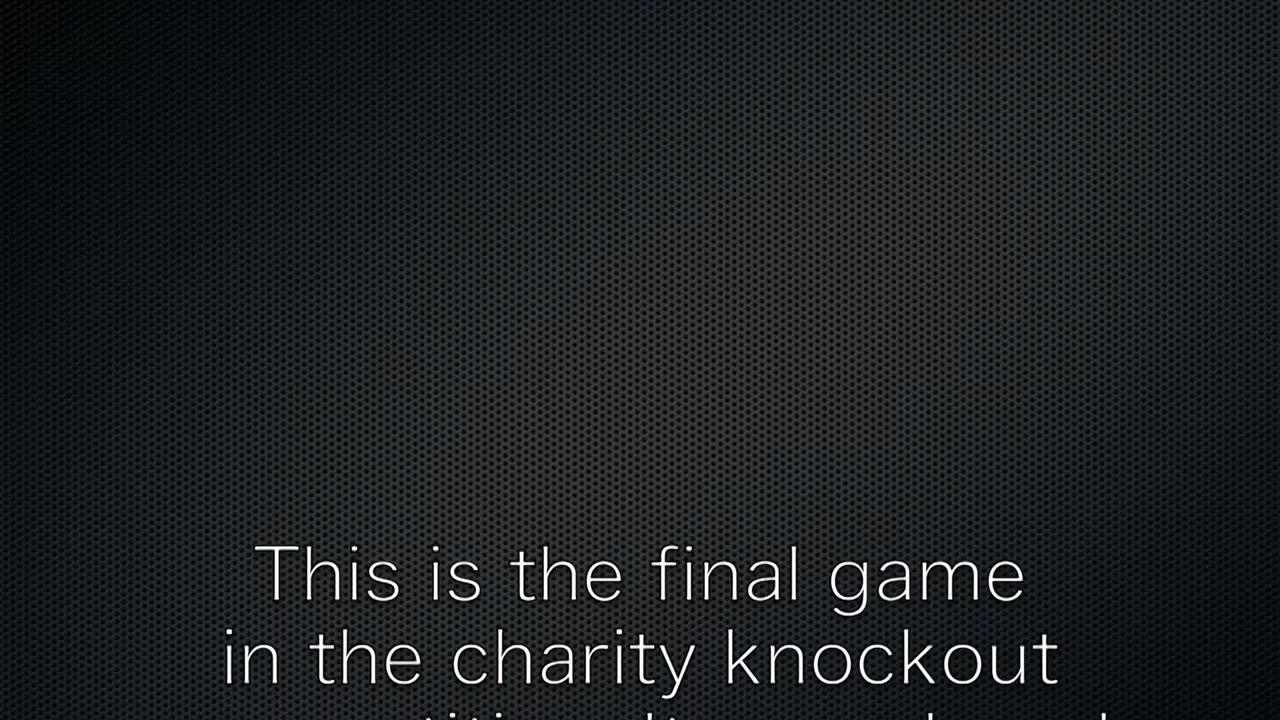 This is the final game
in the charity knockout